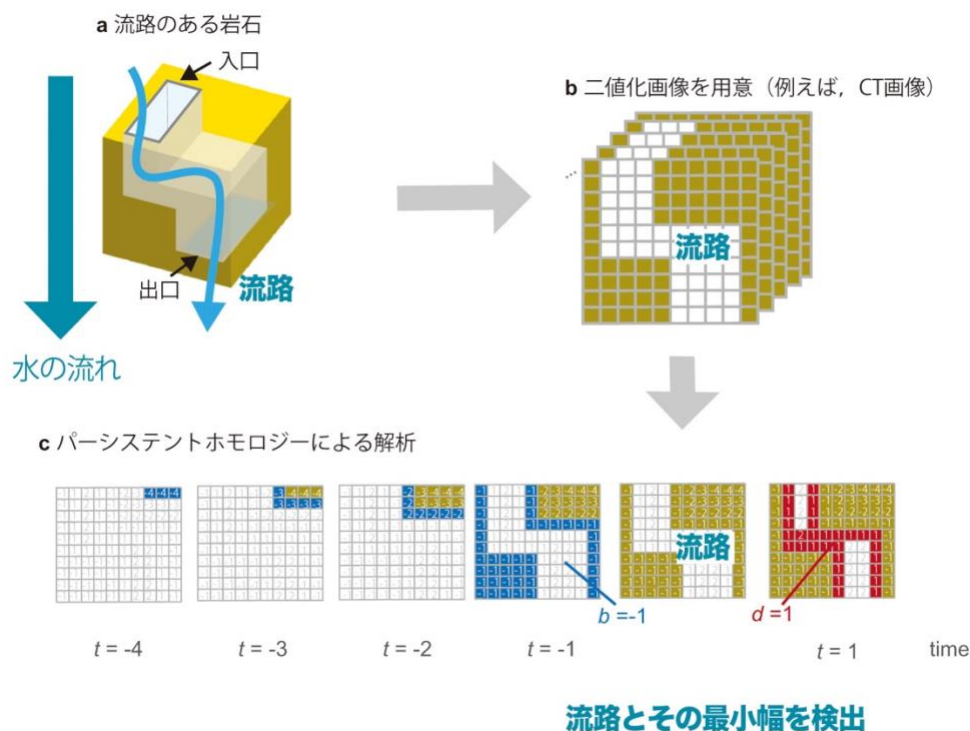 a 流路のある岩石
入口
出口
流路
水の流れ
b 二値化画像を用意（例えば，CT画像）
流路
c パーシステントホモロジーによる解析
流路
b =-1
d =1
t = -4
t = -3
t = -2
t = -1
t = 1
time
流路とその最小幅を検出